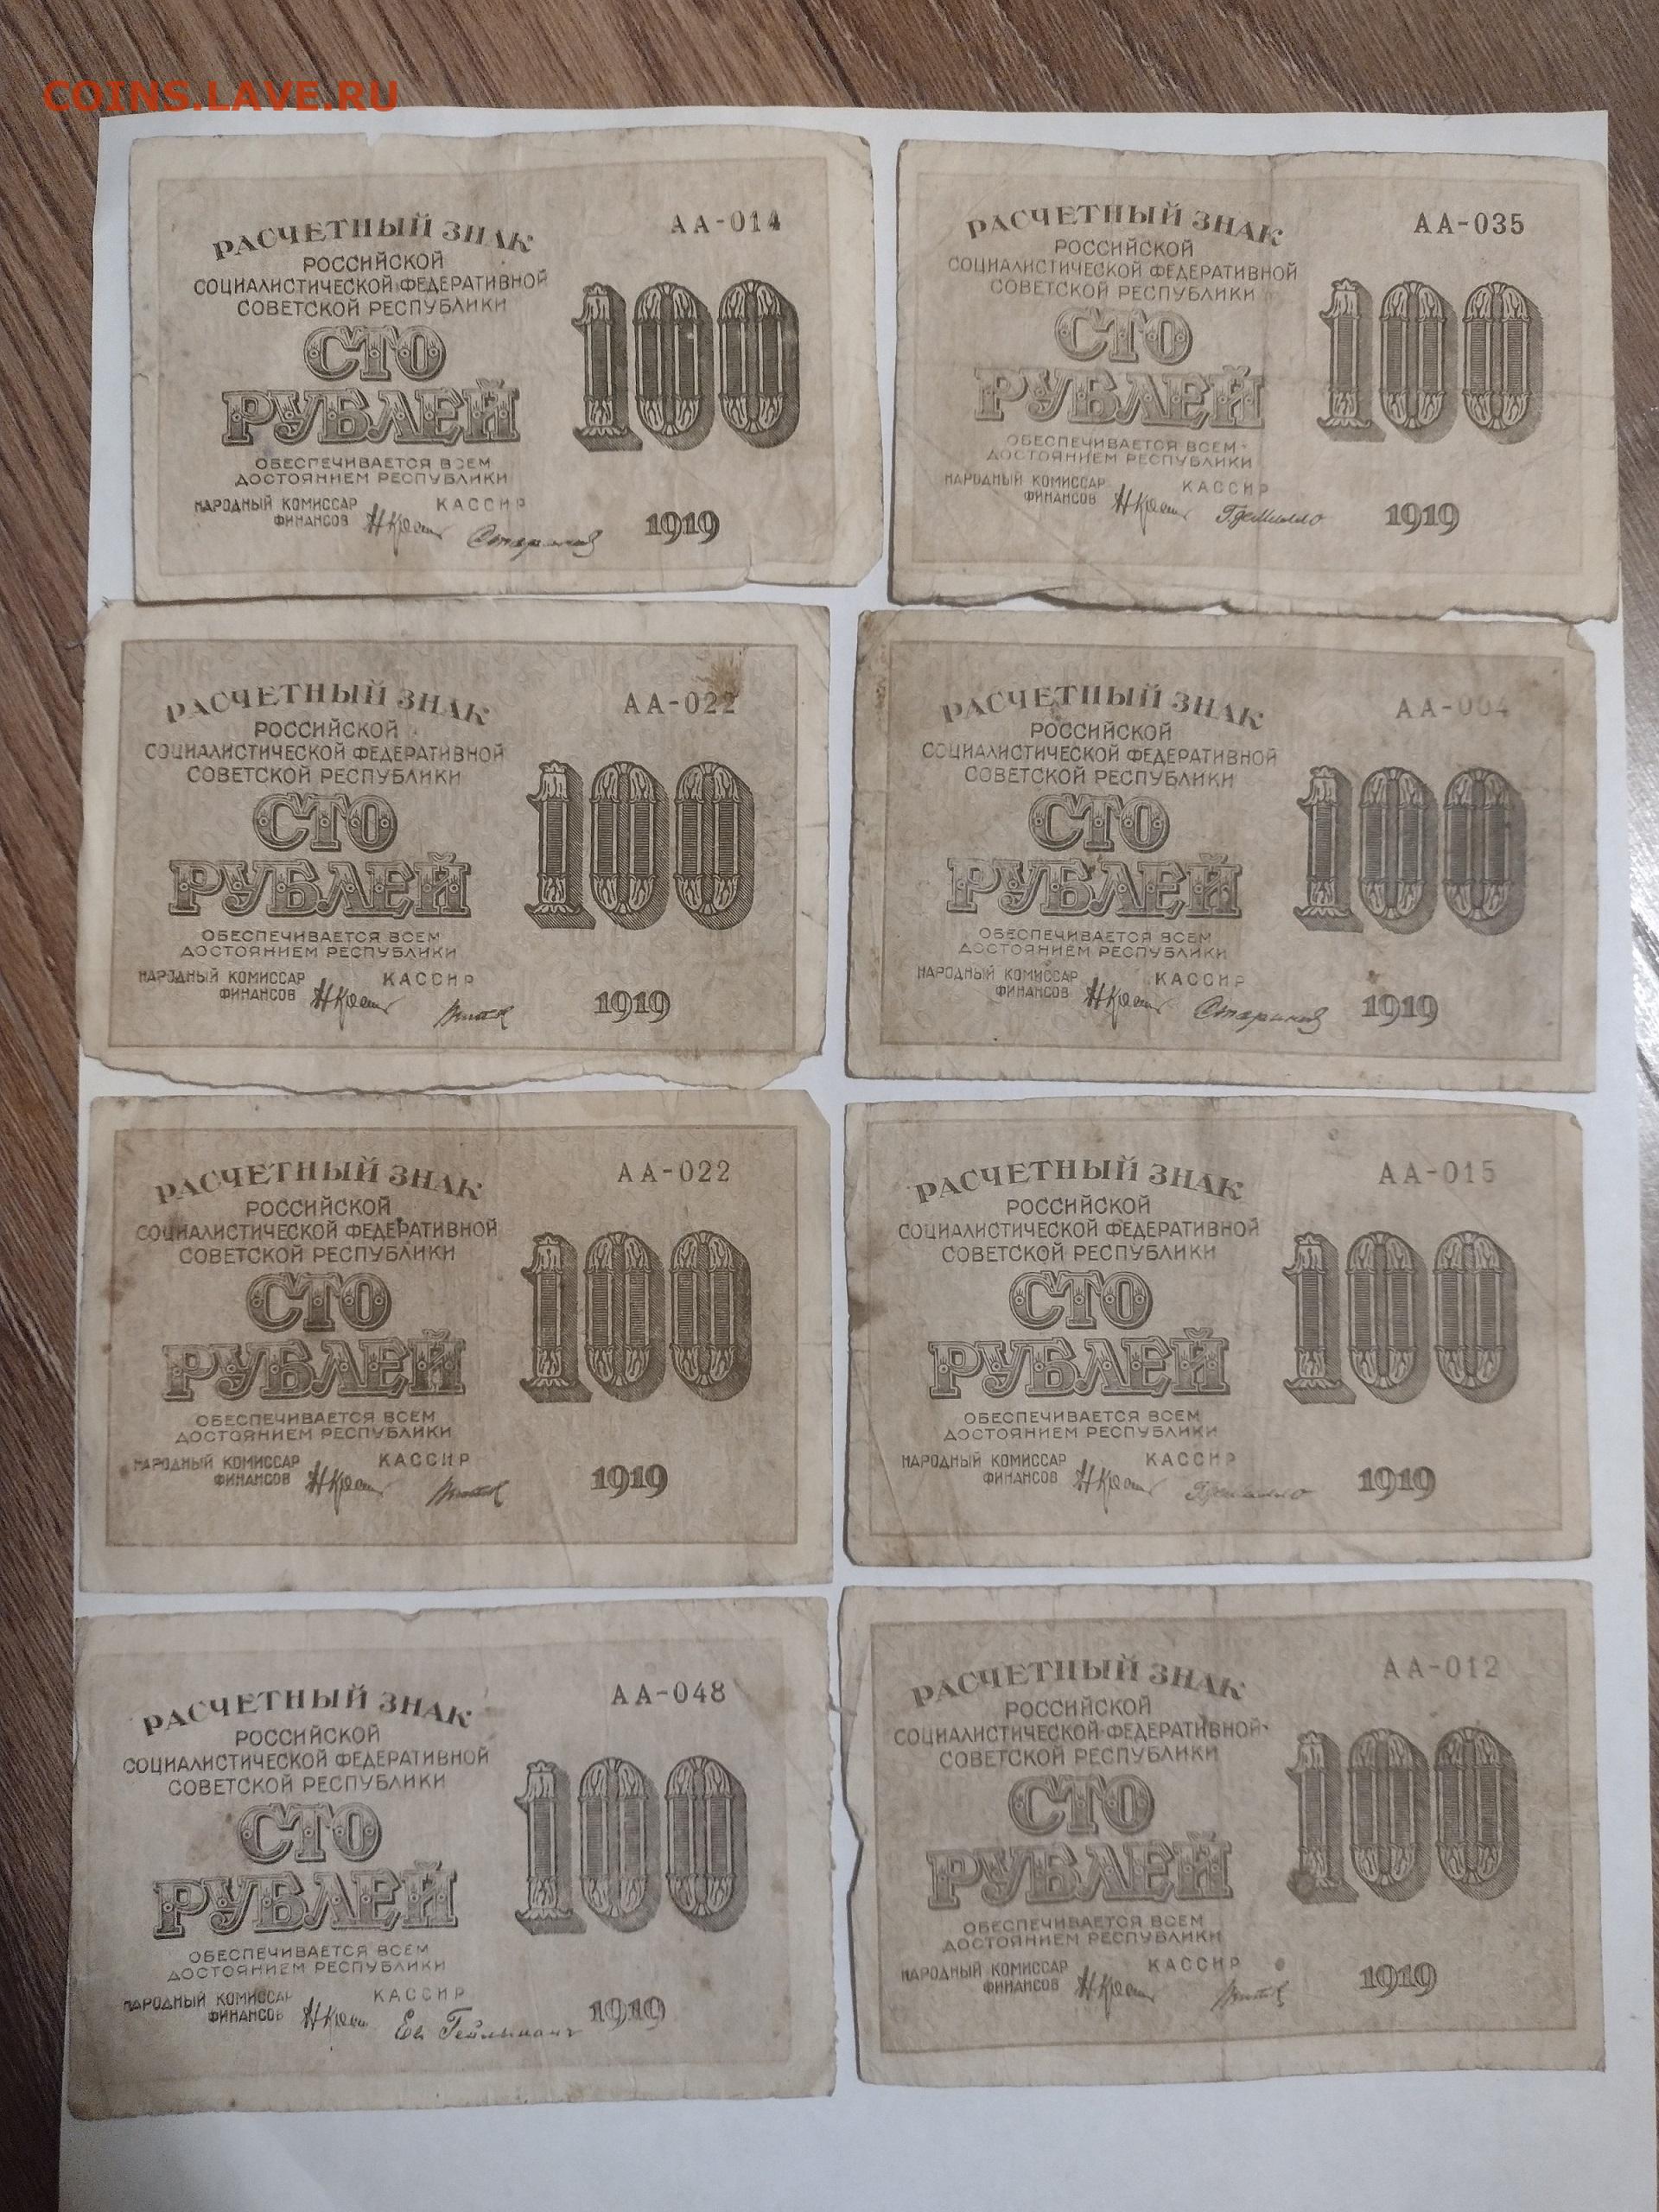 COINS.LAVE.RU
РАСЧЕТНЫЙ ЗНАК
АА-014
РОССИЙСКОЙ
СОЦИАЛИСТИЧЕСКОЙ ФЕДЕРАТИВНОЙ
СОВЕТСКОЙ РЕСПУБЛИКИ
СТО
РУБЛЕЙ
100
ОБЕСПЕЧИВАЕТСЯ ВСЕМ
ДОСТОЯНИЕМ РЕСПУБЛИКИ
НАРОДНЫЙ КОМИССАР
ФИНАНСОВ
КАССИР
1919
РАСЧЕТНЫЙ ЗНАК
АА-035
РОССИЙСКОЙ
СОЦИАЛИСТИЧЕСКОЙ ФЕДЕРАТИВНОЙ
СОВЕТСКОЙ РЕСПУБЛИКИ
СТО
РУБЛЕЙ
100
ОБЕСПЕЧИВАЕТСЯ ВСЕМ
ДОСТОЯНИЕМ РЕСПУБЛИКИ
НАРОДНЫЙ КОМИССАР
ФИНАНСОВ
КАССИР
1919
РАСЧЕТНЫЙ ЗНАК
АА-022
РОССИЙСКОЙ
СОЦИАЛИСТИЧЕСКОЙ ФЕДЕРАТИВНОЙ
СОВЕТСКОЙ РЕСПУБЛИКИ
СТО
РУБЛЕЙ
100
ОБЕСПЕЧИВАЕТСЯ ВСЕМ
ДОСТОЯНИЕМ РЕСПУБЛИКИ
НАРОДНЫЙ КОМИССАР
ФИНАНСОВ
КАССИР
1919
РАСЧЕТНЫЙ ЗНАК
АА-004
РОССИЙСКОЙ
СОЦИАЛИСТИЧЕСКОЙ ФЕДЕРАТИВНОЙ
СОВЕТСКОЙ РЕСПУБЛИКИ
СТО
РУБЛЕЙ
100
ОБЕСПЕЧИВАЕТСЯ ВСЕМ
ДОСТОЯНИЕМ РЕСПУБЛИКИ
НАРОДНЫЙ КОМИССАР
ФИНАНСОВ
КАССИР
1919
РАСЧЕТНЫЙ ЗНАК
АА-022
РОССИЙСКОЙ
СОЦИАЛИСТИЧЕСКОЙ ФЕДЕРАТИВНОЙ
СОВЕТСКОЙ РЕСПУБЛИКИ
СТО
РУБЛЕЙ
100
ОБЕСПЕЧИВАЕТСЯ ВСЕМ
ДОСТОЯНИЕМ РЕСПУБЛИКИ
НАРОДНЫЙ КОМИССАР
ФИНАНСОВ
КАССИР
1919
РАСЧЕТНЫЙ ЗНАК
АА-015
РОССИЙСКОЙ
СОЦИАЛИСТИЧЕСКОЙ ФЕДЕРАТИВНОЙ
СОВЕТСКОЙ РЕСПУБЛИКИ
СТО
РУБЛЕЙ
100
ОБЕСПЕЧИВАЕТСЯ ВСЕМ
ДОСТОЯНИЕМ РЕСПУБЛИКИ
НАРОДНЫЙ КОМИССАР
ФИНАНСОВ
КАССИР
1919
РАСЧЕТНЫЙ ЗНАК
АА-048
РОССИЙСКОЙ
СОЦИАЛИСТИЧЕСКОЙ ФЕДЕРАТИВНОЙ
СОВЕТСКОЙ РЕСПУБЛИКИ
СТО
РУБЛЕЙ
100
ОБЕСПЕЧИВАЕТСЯ ВСЕМ
ДОСТОЯНИЕМ РЕСПУБЛИКИ
НАРОДНЫЙ КОМИССАР
ФИНАНСОВ
КАССИР
1919
РАСЧЕТНЫЙ ЗНАК
АА-012
РОССИЙСКОЙ
СОЦИАЛИСТИЧЕСКОЙ ФЕДЕРАТИВНОЙ
СОВЕТСКОЙ РЕСПУБЛИКИ
СТО
РУБЛЕЙ
100
ОБЕСПЕЧИВАЕТСЯ ВСЕМ
ДОСТОЯНИЕМ РЕСПУБЛИКИ
НАРОДНЫЙ КОМИССАР
ФИНАНСОВ
КАССИР
1919